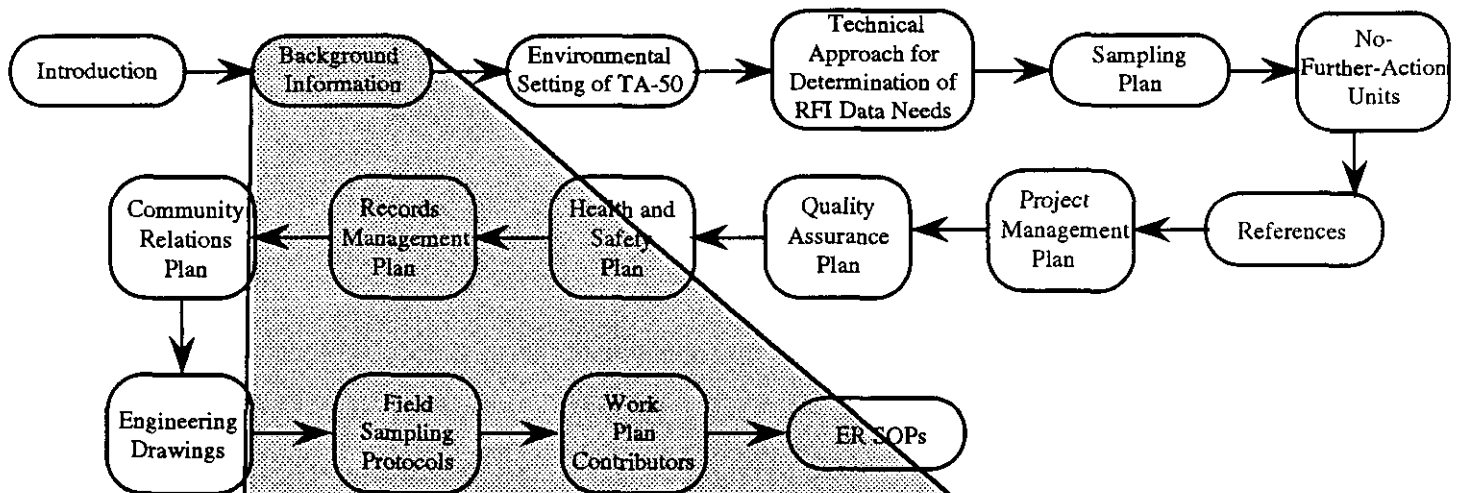 Introduction
Background
Information
Environmental
Setting of TA-50
Technical
Approach for
Determination of
RFI Data Needs
Sampling
Plan
No-
Further-Action
Units
Community
Relations
Plan
Records
Management
Plan
Health and
Safety
Plan
Quality
Assurance
Plan
Project
Management
Plan
References
Engineering
Drawings
Field
Sampling
Protocols
Work
Plan
Contributors
ER SOPs